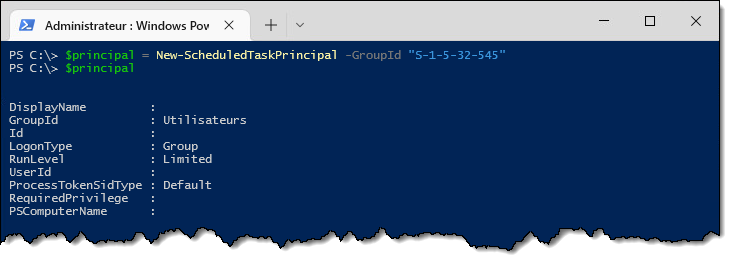 Administrateur : Windows Pow
PS C:\> $principal = New-ScheduledTaskPrincipal -GroupId "S-1-5-32-545"
PS C:\> $principal
DisplayName         :
GroupId             : Utilisateurs
Id                  :
LogonType           : Group
RunLevel            : Limited
UserId              :
ProcessTokenSidType : Default
RequiredPrivilege   :
PSComputerName      :